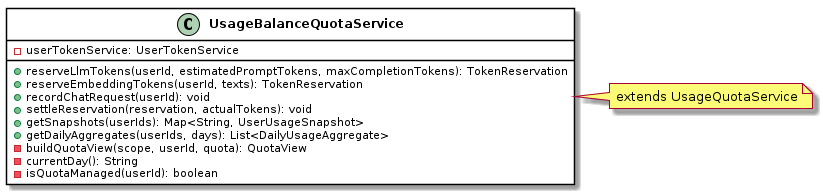 C UsageBalanceQuotaService
userTokenService: UserTokenService
reserveLlmTokens(userId, estimatedPromptTokens, maxCompletionTokens): TokenReservation
reserveEmbeddingTokens(userId, texts): TokenReservation
recordChatRequest(userId): void
settleReservation(reservation, actualTokens): void
getSnapshots(userIds): Map<String, UserUsageSnapshot>
getDailyAggregates(userIds, days): List<DailyUsageAggregate>
buildQuotaView(scope, userId, quota): QuotaView
currentDay(): String
isQuotaManaged(userId): boolean
extends UsageQuotaService